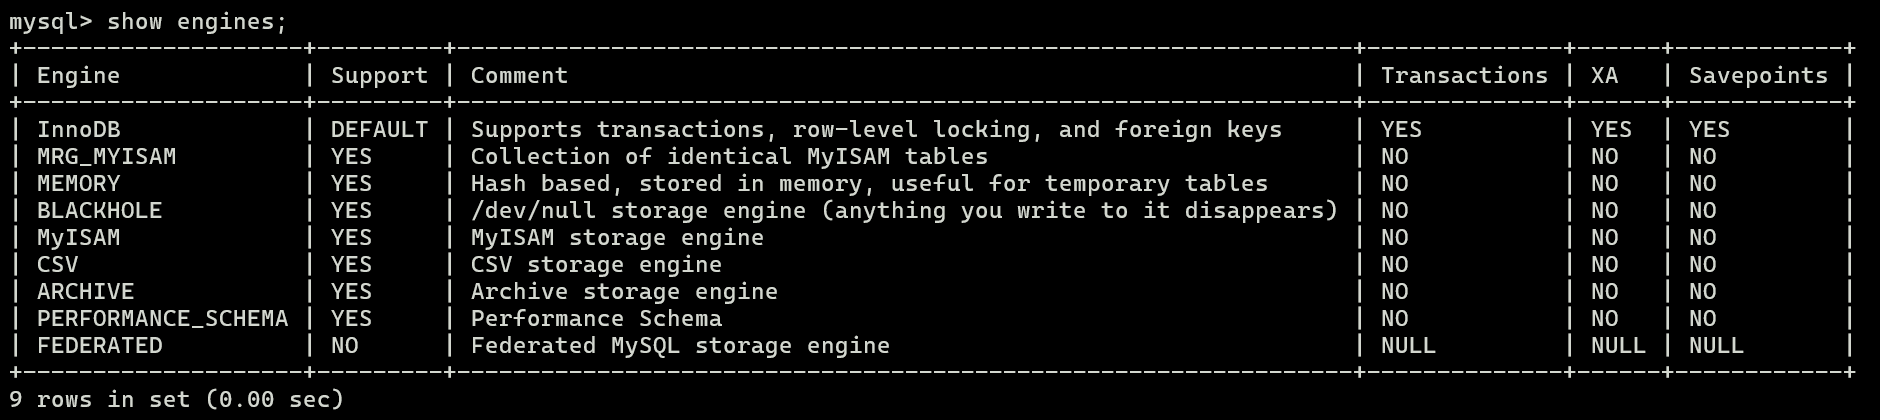 mysql> show engines;
+--------------------+---------+----------------------------------------------------------------+--------------+------+------------+
| Engine             | Support | Comment                                                        | Transactions | XA   | Savepoints |
+--------------------+---------+----------------------------------------------------------------+--------------+------+------------+
| InnoDB             | DEFAULT | Supports transactions, row-level locking, and foreign keys     | YES          | YES  | YES        |
| MRG_MYISAM         | YES     | Collection of identical MyISAM tables                          | NO           | NO   | NO         |
| MEMORY             | YES     | Hash based, stored in memory, useful for temporary tables      | NO           | NO   | NO         |
| BLACKHOLE          | YES     | /dev/null storage engine (anything you write to it disappears) | NO           | NO   | NO         |
| MyISAM             | YES     | MyISAM storage engine                                          | NO           | NO   | NO         |
| CSV                | YES     | CSV storage engine                                             | NO           | NO   | NO         |
| ARCHIVE            | YES     | Archive storage engine                                         | NO           | NO   | NO         |
| PERFORMANCE_SCHEMA | YES     | Performance Schema                                             | NO           | NO   | NO         |
| FEDERATED          | NO      | Federated MySQL storage engine                                 | NULL         | NULL | NULL       |
+--------------------+---------+----------------------------------------------------------------+--------------+------+------------+
9 rows in set (0.00 sec)